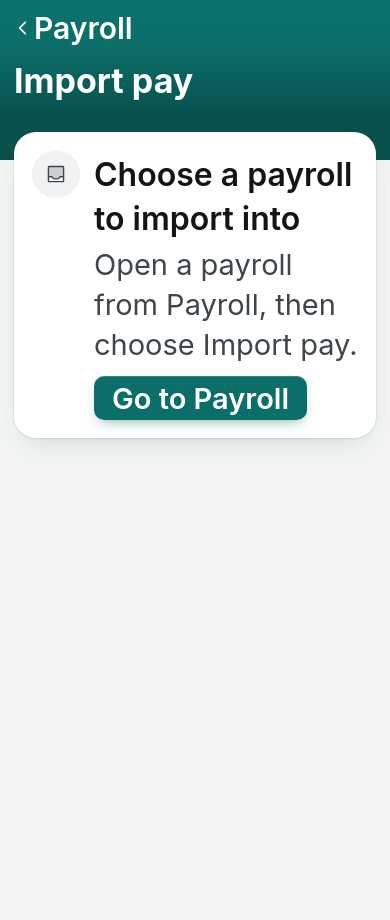 Payroll
Import pay
Choose a payroll
to import into
Open a payroll
from Payroll, then
choose Import pay.
Go to Payroll